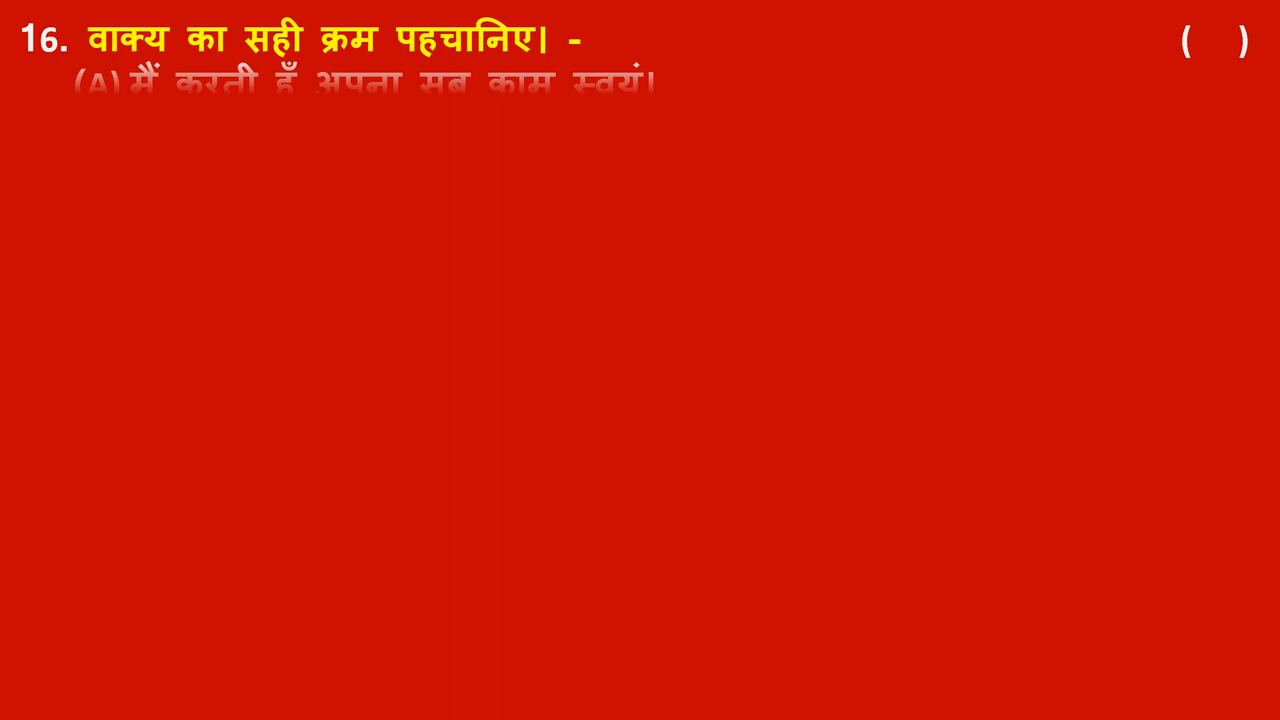 16. वाक्य का सही क्रम पहचानिए। - ( )
(A) मैं करती हूँ अपना सब काम स्वयं।